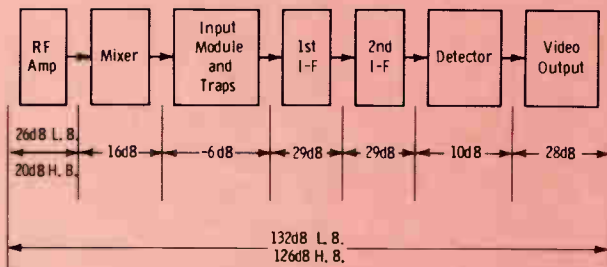 RF
Amp
Mixer
Input
Module
and
Traps
1st
I-F
2nd
I-F
Detector
Video
Output
26dB L. B.
20dB H. B.
16dB
-6dB
29dB
29dB
10dB
28dB
132dB L. B.
126dB H. B.